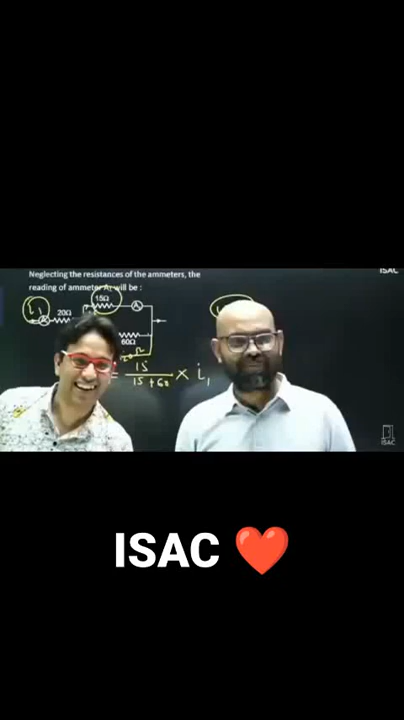 ISAC
Neglecting the resistances of the ammeters, the
reading of ammeter A₁ will be :
15Ω
i₁
20Ω
A
60Ω
= 15 / 15 + 60 × i₁
ISAC
ISAC ❤️